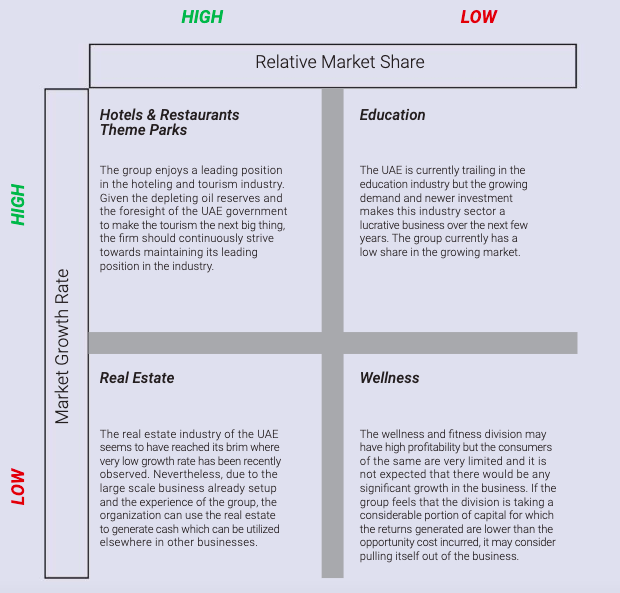 HIGH
LOW
Relative Market Share
HIGH
Market Growth Rate
LOW
Hotels & Restaurants
Theme Parks
The group enjoys a leading position
in the hoteling and tourism industry.
Given the depleting oil reserves and
the foresight of the UAE government
to make the tourism the next big thing,
the firm should continuously strive
towards maintaining its leading
position in the industry.
Education
The UAE is currently trailing in the
education industry but the growing
demand and newer investment
makes this industry sector a
lucrative business over the next few
years. The group currently has a
low share in the growing market.
Real Estate
The real estate industry of the UAE
seems to have reached its brim where
very low growth rate has been recently
observed. Nevertheless, due to the
large scale business already setup
and the experience of the group, the
organization can use the real estate
to generate cash which can be utilized
elsewhere in other businesses.
Wellness
The wellness and fitness division may
have high profitability but the consumers
of the same are very limited and it is
not expected that there would be any
significant growth in the business. If the
group feels that the division is taking a
considerable portion of capital for which
the returns generated are lower than the
opportunity cost incurred, it may consider
pulling itself out of the business.